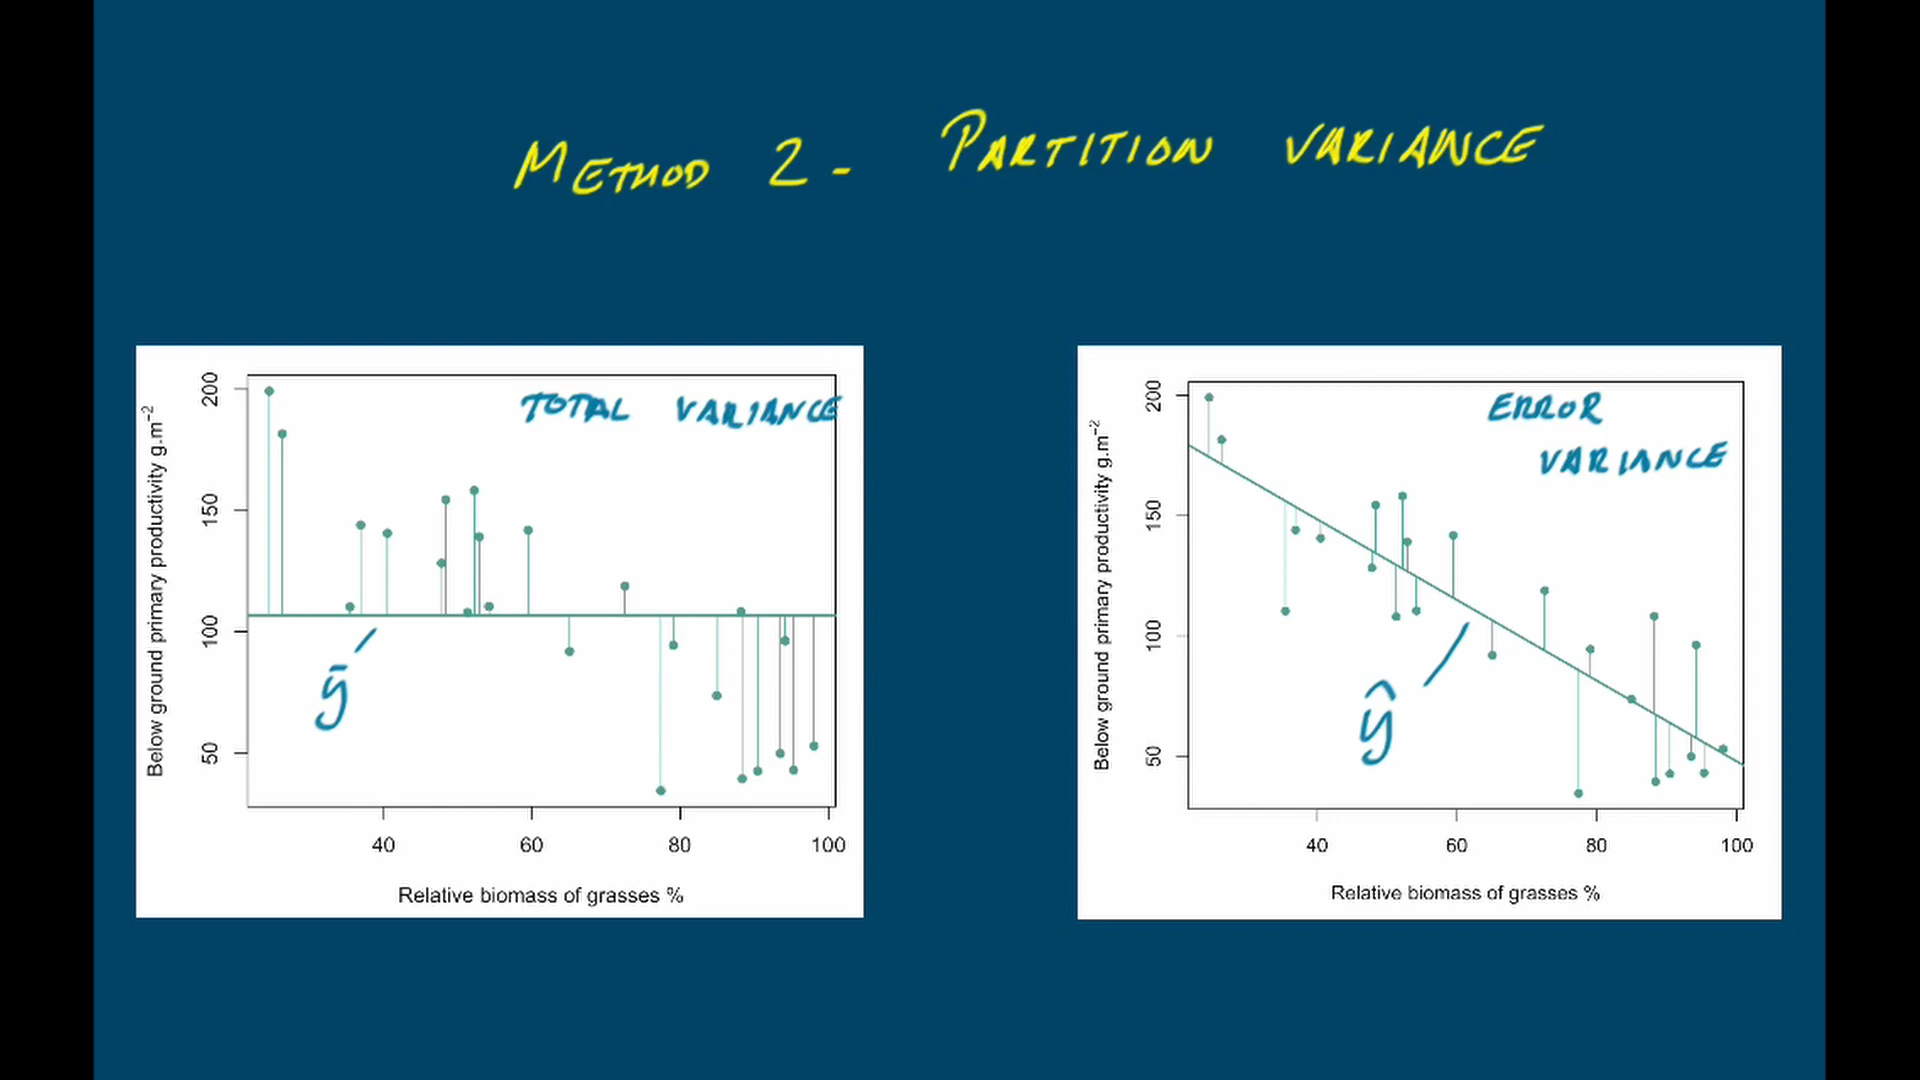 METHOD 2 - PARTITION VARIANCE
TOTAL VARIANCE
200
150
100
50
Below ground primary productivity g.m⁻²
ȳ
40 60 80 100
Relative biomass of grasses %
ERROR
VARIANCE
200
150
100
50
Below ground primary productivity g.m⁻²
ŷ
40 60 80 100
Relative biomass of grasses %